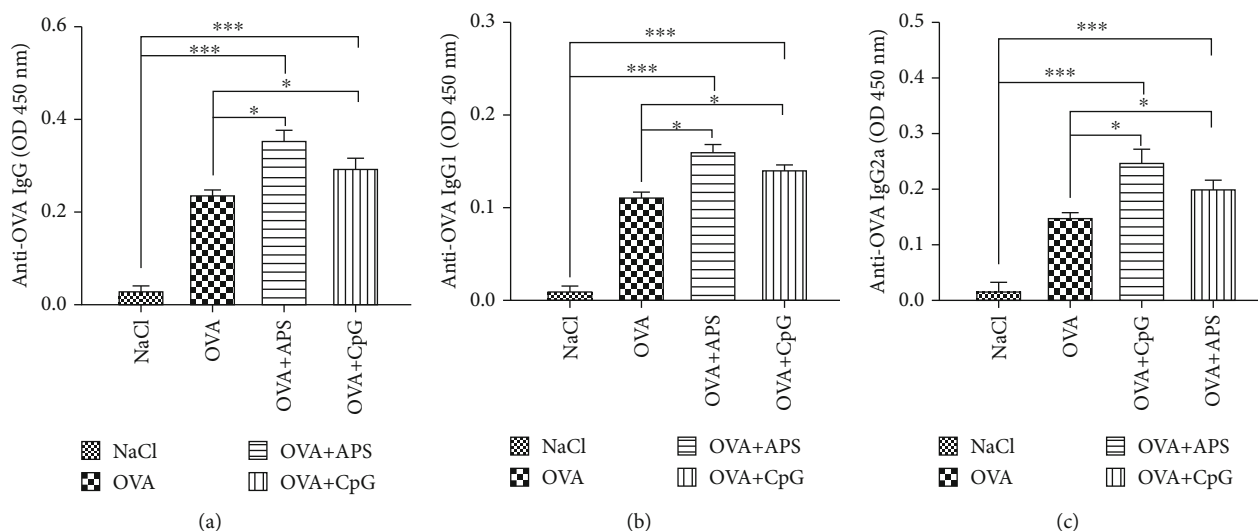 (a)
0.6
0.4
0.2
0.0
Anti-OVA IgG (OD 450 nm)
***
***
*
*
NaCl
OVA
OVA+APS
OVA+CpG
NaCl
OVA
OVA+APS
OVA+CpG
(a)
0.3
0.2
0.1
0.0
Anti-OVA IgG1 (OD 450 nm)
***
***
*
*
NaCl
OVA
OVA+APS
OVA+CpG
NaCl
OVA
OVA+APS
OVA+CpG
(b)
0.5
0.5
0.3
0.2
0.1
0.0
Anti-OVA IgG2a (OD 450 nm)
***
***
*
*
NaCl
OVA
OVA+CpG
OVA+APS
NaCl
OVA
OVA+APS
OVA+CpG
(c)